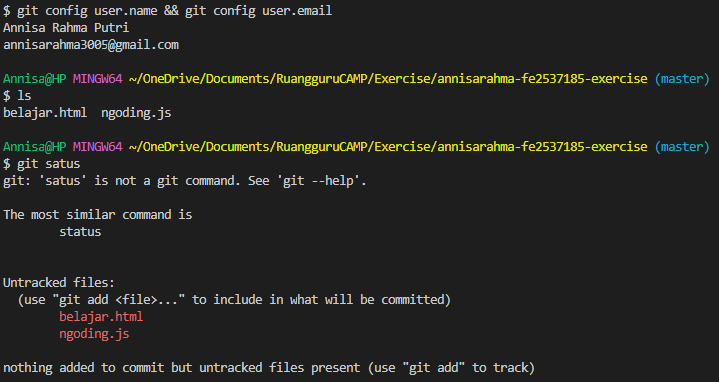 $ git config user.name && git config user.email
Annisa Rahma Putri
annisarahma3005@gmail.com
Annisa@HP MINGW64 ~/OneDrive/Documents/RuangguruCAMP/Exercise/annisarahma-fe2537185-exercise (master)
$ ls
belajar.html  ngoding.js
Annisa@HP MINGW64 ~/OneDrive/Documents/RuangguruCAMP/Exercise/annisarahma-fe2537185-exercise (master)
$ git satus
git: 'satus' is not a git command. See 'git --help'.
The most similar command is
status
Untracked files:
(use "git add <file>..." to include in what will be committed)
belajar.html
ngoding.js
nothing added to commit but untracked files present (use "git add" to track)